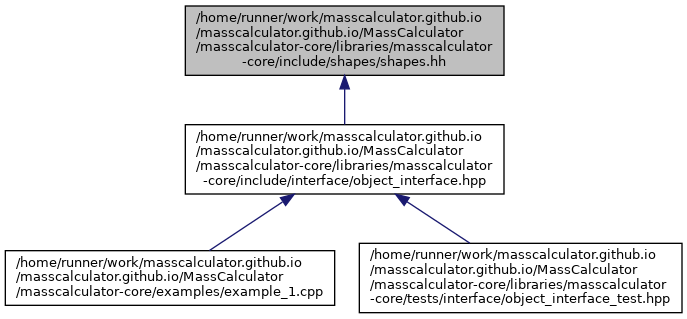 /home/runner/work/masscalculator.github.io
/masscalculator.github.io/MassCalculator
/masscalculator-core/libraries/masscalculator
-core/include/shapes/shapes.hh
/home/runner/work/masscalculator.github.io
/masscalculator.github.io/MassCalculator
/masscalculator-core/libraries/masscalculator
-core/include/interface/object_interface.hpp
/home/runner/work/masscalculator.github.io
/masscalculator.github.io/MassCalculator
/masscalculator-core/examples/example_1.cpp
/home/runner/work/masscalculator.github.io
/masscalculator.github.io/MassCalculator
/masscalculator-core/libraries/masscalculator
-core/tests/interface/object_interface_test.hpp